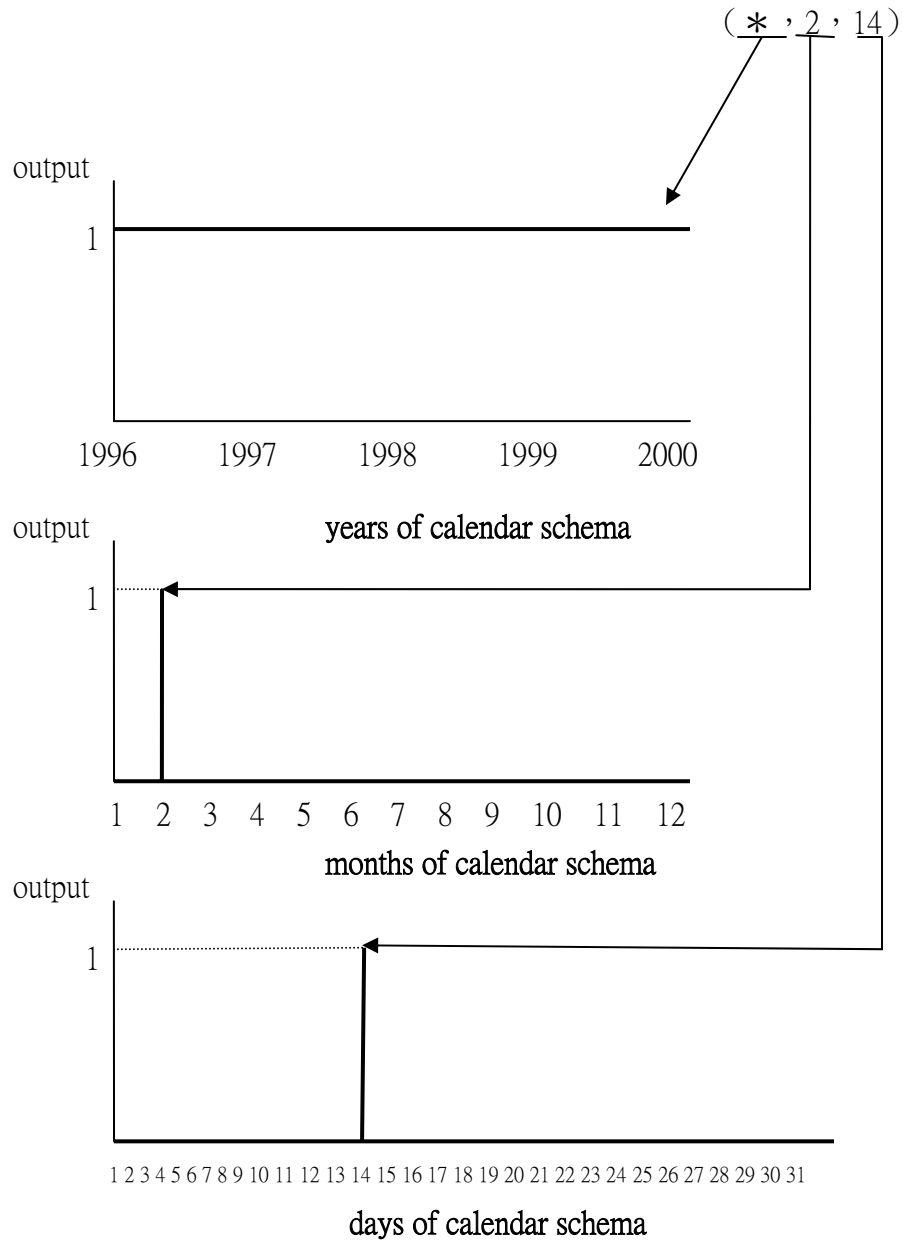 (*,2,14)
output
1
1996 1997 1998 1999 2000
years of calendar schema
output
1
1 2 3 4 5 6 7 8 9 10 11 12
months of calendar schema
output
1
1 2 3 4 5 6 7 8 9 10 11 12 13 14 15 16 17 18 19 20 21 22 23 24 25 26 27 28 29 30 31
days of calendar schema